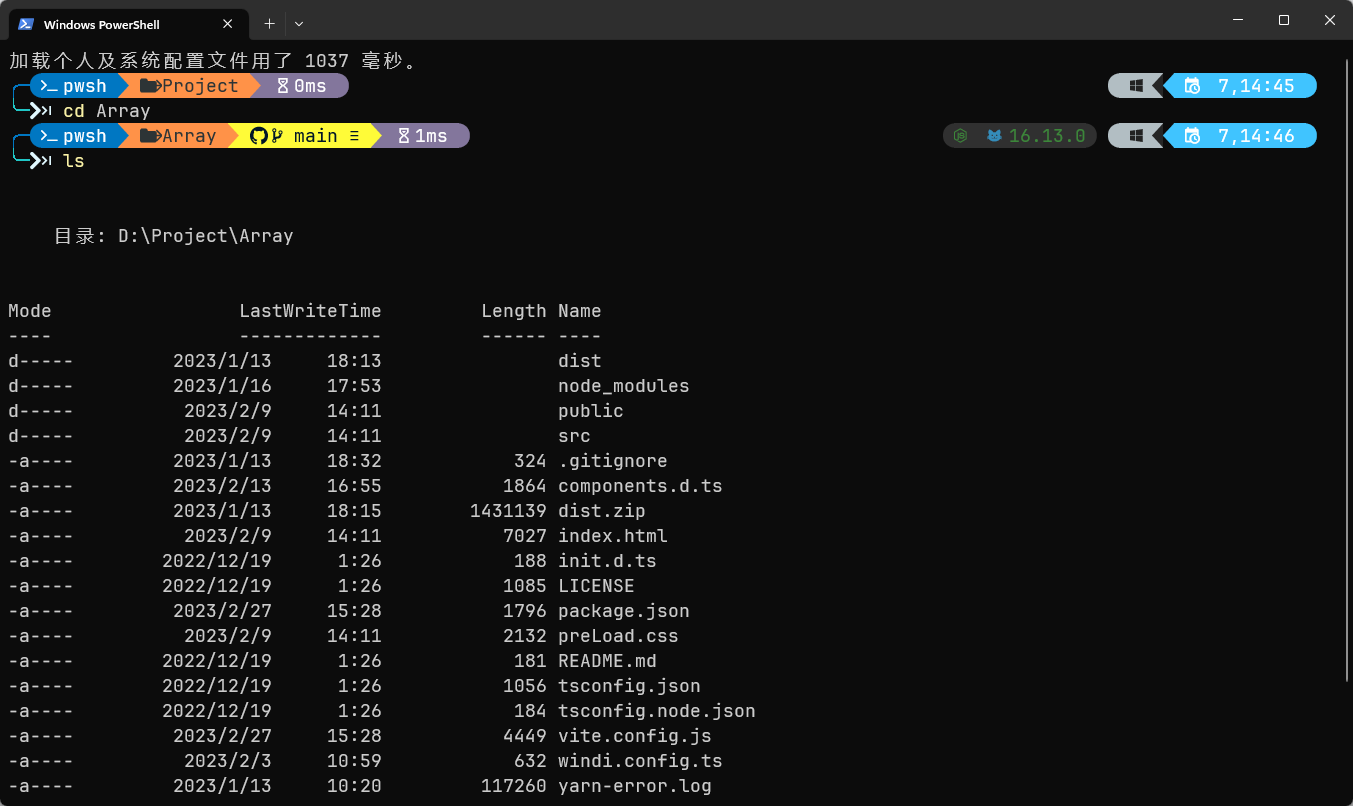 Windows PowerShell
加载个人及系统配置文件用了 1037 毫秒。
pwsh Project 0ms 7,14:45
cd Array
pwsh Array main ≡ 1ms 16.13.0 7,14:46
ls
目录: D:\Project\Array
Mode LastWriteTime Length Name
---- ------------- ------ ----
d----- 2023/1/13 18:13 dist
d----- 2023/1/16 17:53 node_modules
d----- 2023/2/9 14:11 public
d----- 2023/2/9 14:11 src
-a---- 2023/1/13 18:32 324 .gitignore
-a---- 2023/2/13 16:55 1864 components.d.ts
-a---- 2023/1/13 18:15 1431139 dist.zip
-a---- 2023/2/9 14:11 7027 index.html
-a---- 2022/12/19 1:26 188 init.d.ts
-a---- 2022/12/19 1:26 1085 LICENSE
-a---- 2023/2/27 15:28 1796 package.json
-a---- 2023/2/9 14:11 2132 preLoad.css
-a---- 2022/12/19 1:26 181 README.md
-a---- 2022/12/19 1:26 1056 tsconfig.json
-a---- 2022/12/19 1:26 184 tsconfig.node.json
-a---- 2023/2/27 15:28 4449 vite.config.js
-a---- 2023/2/3 10:59 632 windi.config.ts
-a---- 2023/1/13 10:20 117260 yarn-error.log